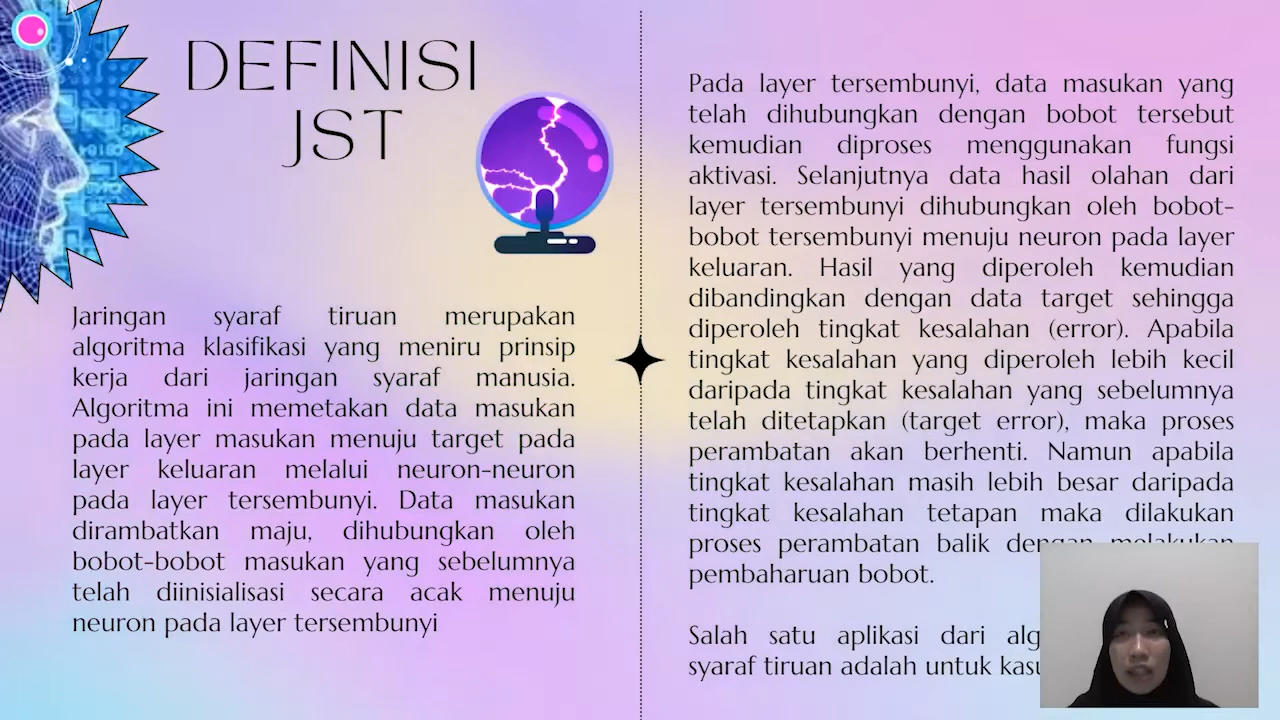 DEFINISI
JST
Jaringan syaraf tiruan merupakan
algoritma klasifikasi yang meniru prinsip
kerja dari jaringan syaraf manusia.
Algoritma ini memetakan data masukan
pada layer masukan menuju target pada
layer keluaran melalui neuron-neuron
pada layer tersembunyi. Data masukan
dirambatkan maju, dihubungkan oleh
bobot-bobot masukan yang sebelumnya
telah diinisialisasi secara acak menuju
neuron pada layer tersembunyi
Pada layer tersembunyi, data masukan yang
telah dihubungkan dengan bobot tersebut
kemudian diproses menggunakan fungsi
aktivasi. Selanjutnya data hasil olahan dari
layer tersembunyi dihubungkan oleh bobot-
bobot tersembunyi menuju neuron pada layer
keluaran. Hasil yang diperoleh kemudian
dibandingkan dengan data target sehingga
diperoleh tingkat kesalahan (error). Apabila
tingkat kesalahan yang diperoleh lebih kecil
daripada tingkat kesalahan yang sebelumnya
telah ditetapkan (target error), maka proses
perambatan akan berhenti. Namun apabila
tingkat kesalahan masih lebih besar daripada
tingkat kesalahan tetapan maka dilakukan
proses perambatan balik dengan melakukan
pembaharuan bobot.
Salah satu aplikasi dari
syaraf tiruan adalah untuk